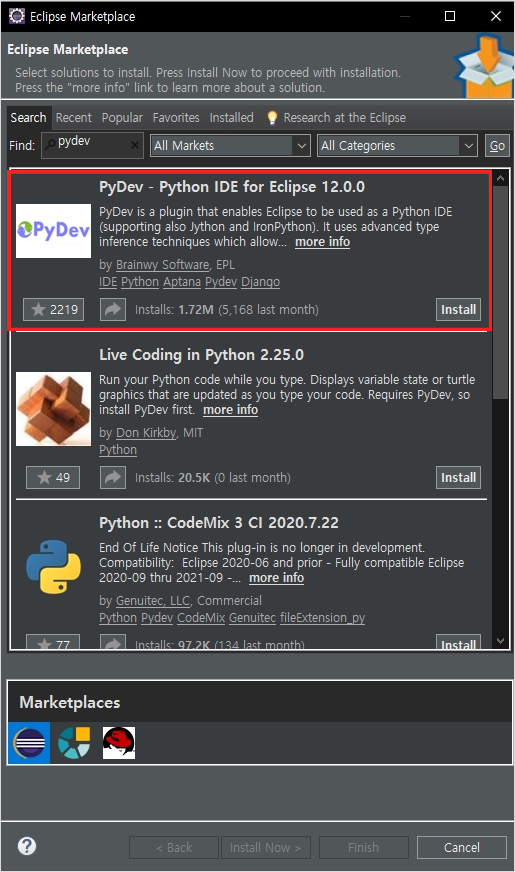 Eclipse Marketplace
Eclipse Marketplace
Select solutions to install. Press Install Now to proceed with installation.
Press the "more info" link to learn more about a solution.
Search Recent Popular Favorites Installed Research at the Eclipse
Find: pydev All Markets All Categories Go
PyDev - Python IDE for Eclipse 12.0.0
PyDev
PyDev is a plugin that enables Eclipse to be used as a Python IDE
(supporting also Jython and IronPython). It uses advanced type
inference techniques which allow... more info
by Brainwy Software, EPL
IDE Python Aptana Pydev Django
2219 Installs: 1.72M (5,168 last month) Install
Live Coding in Python 2.25.0
Run your Python code while you type. Displays variable state or turtle
graphics that are updated as you type your code. Requires PyDev, so
install PyDev first. more info
by Don Kirkby, MIT
Python
49 Installs: 20.5K (0 last month) Install
Python :: CodeMix 3 CI 2020.7.22
End Of Life Notice This plug-in is no longer in development.
Compatibility: Eclipse 2020-06 and prior - Fully compatible Eclipse
2020-09 thru 2021-09 -... more info
by Genuitec, LLC, Commercial
Python Pydev CodeMix Genuitec fileExtension_py
77 Installs: 97.2K (134 last month) Install
Marketplaces
? < Back Install Now > Finish Cancel